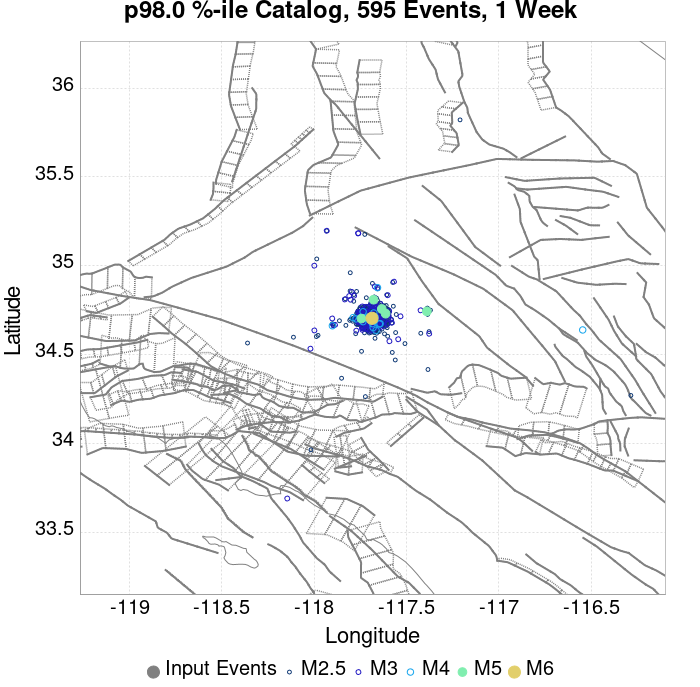 p98.0 %-ile Catalog, 595 Events, 1 Week
36
35.5
35
34.5
34
33.5
Latitude
-119 -118.5 -118 -117.5 -117 -116.5
Longitude
Input Events M2.5 M3 M4 M5 M6